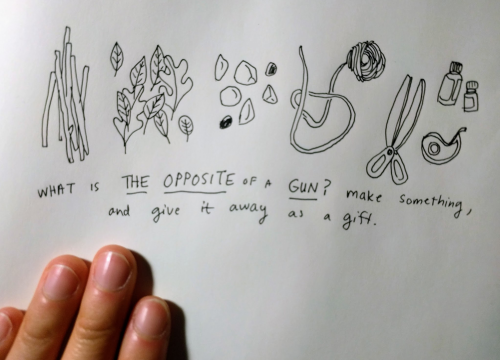 WHAT IS THE OPPOSITE OF A GUN? make something,
and give it away as a gift.